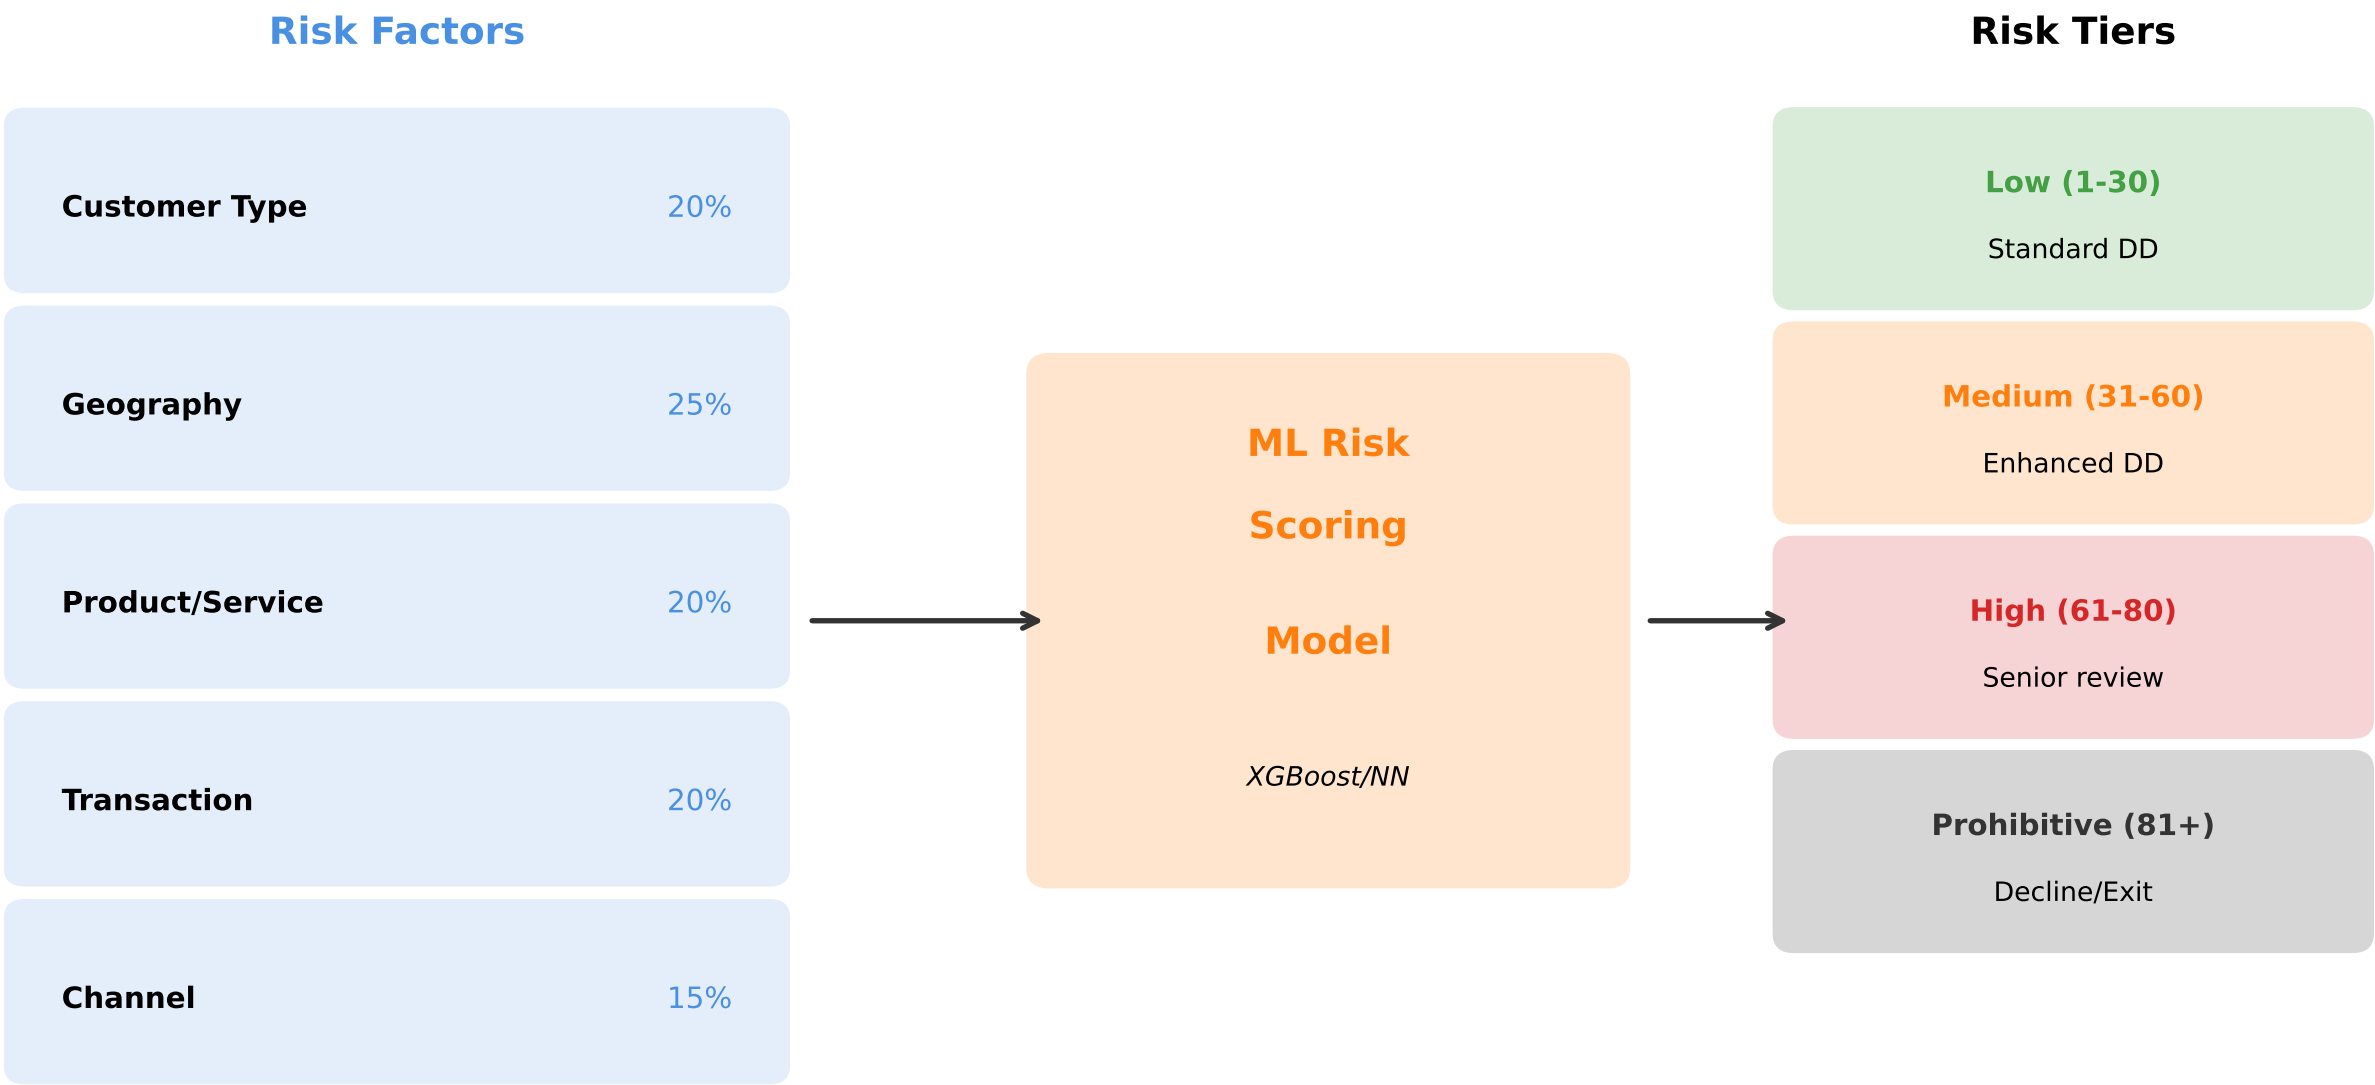 Risk Factors
Customer Type 20%
Geography 25%
Product/Service 20%
Transaction 20%
Channel 15%
ML Risk
Scoring
Model
XGBoost/NN
Risk Tiers
Low (1-30)
Standard DD
Medium (31-60)
Enhanced DD
High (61-80)
Senior review
Prohibitive (81+)
Decline/Exit